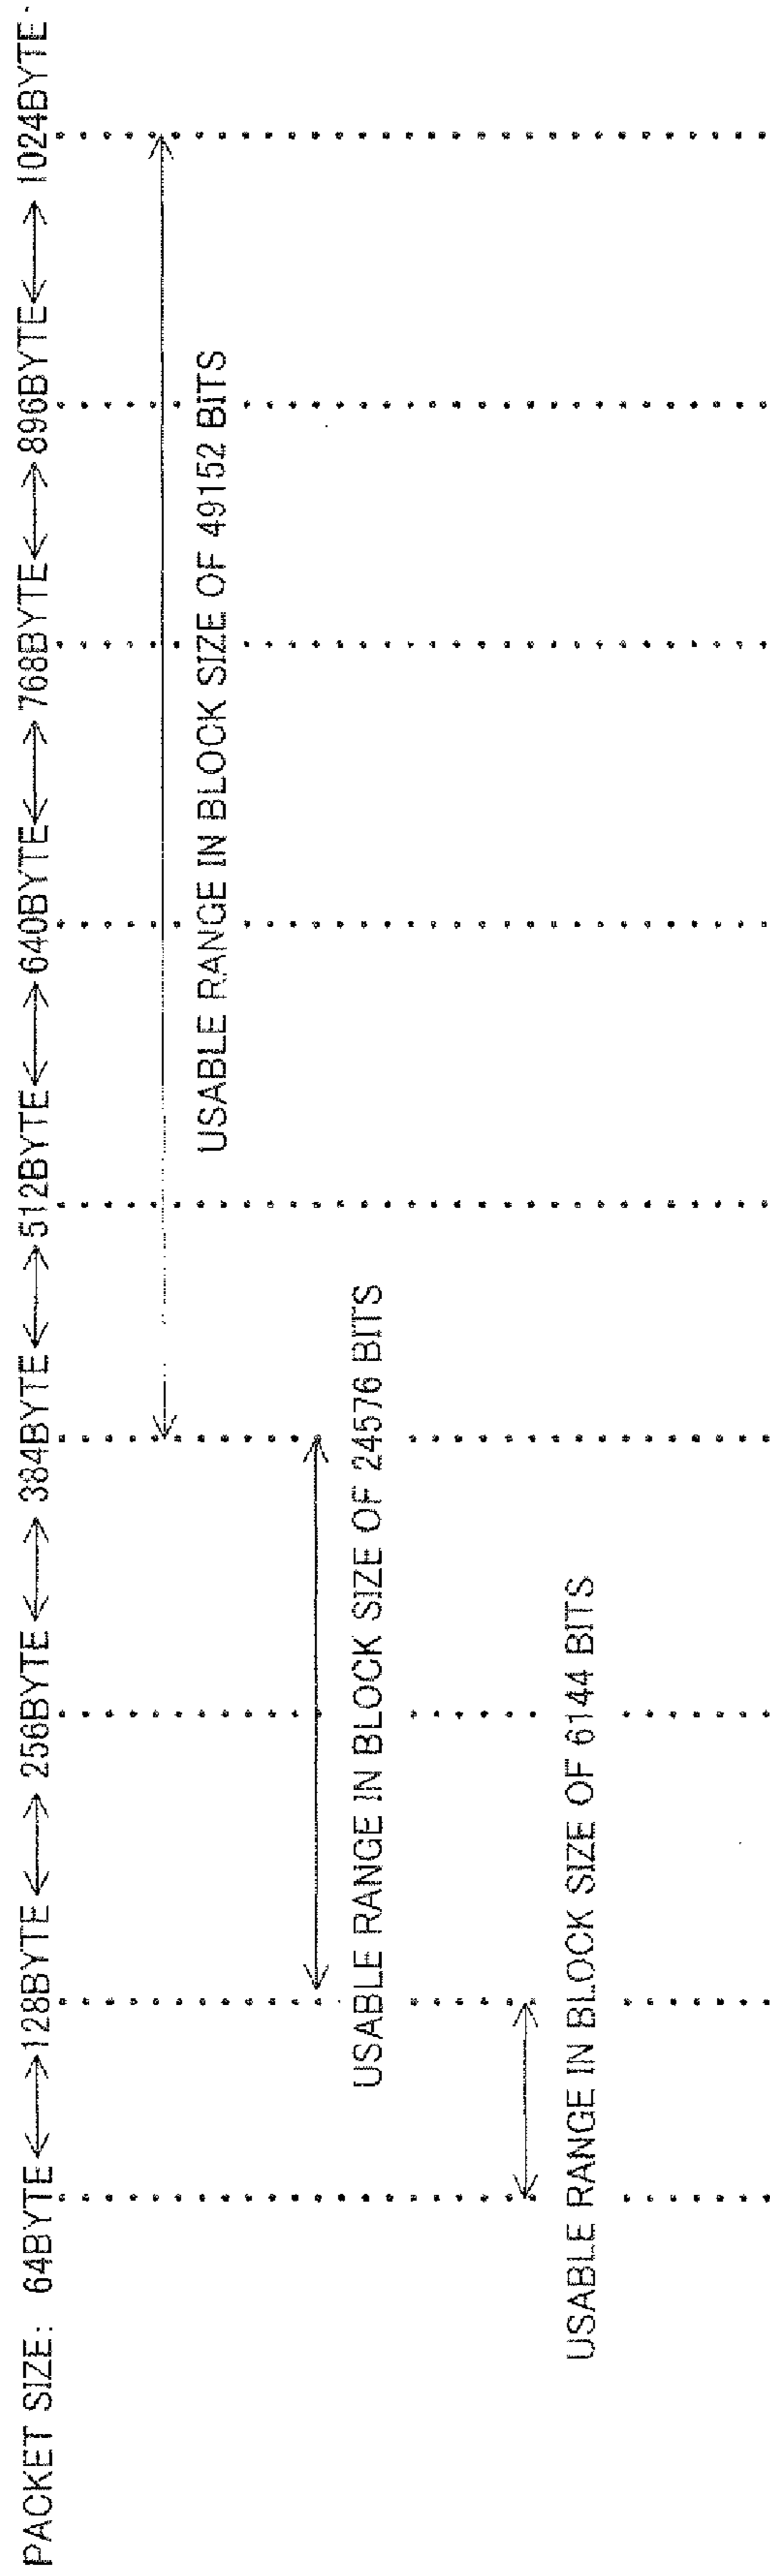 PACKET SIZE: 64BYTE 128BYTE 256BYTE 384BYTE 512BYTE 640BYTE 768BYTE 896BYTE 1024BYTE
USABLE RANGE IN BLOCK SIZE OF 49152 BITS
USABLE RANGE IN BLOCK SIZE OF 24576 BITS
USABLE RANGE IN BLOCK SIZE OF 6144 BITS